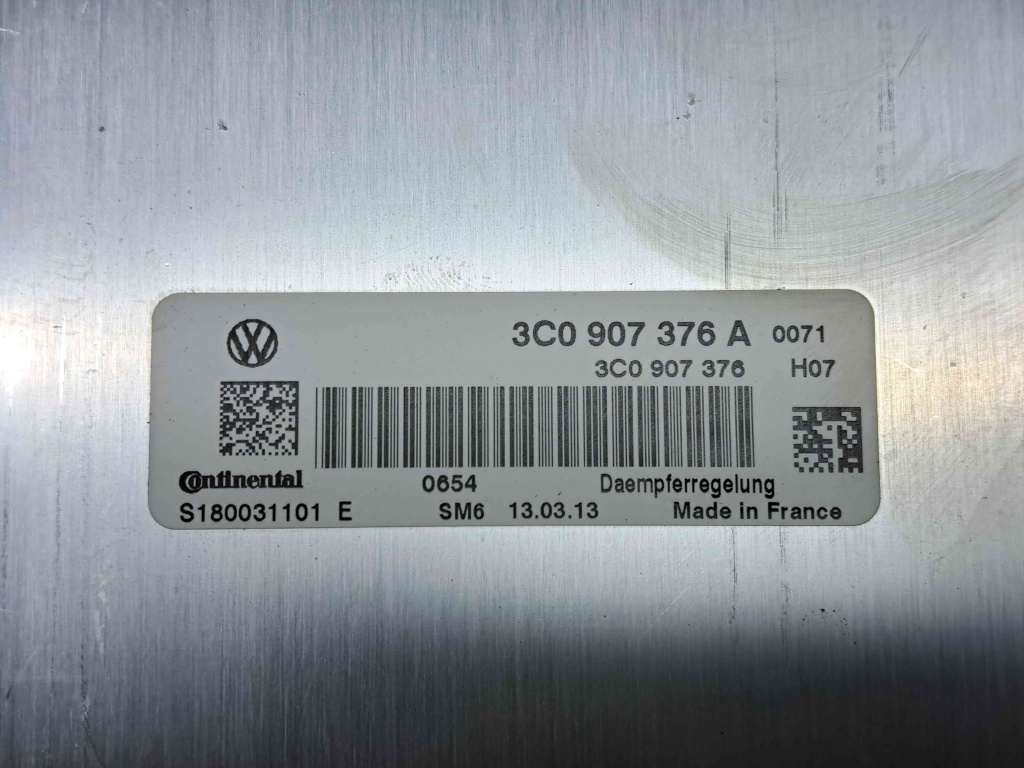 3C0 907 376 A 0071
3C0 907 376 H07
Continental 0654 Daempferregelung
S180031101 E SM6 13.03.13 Made in France